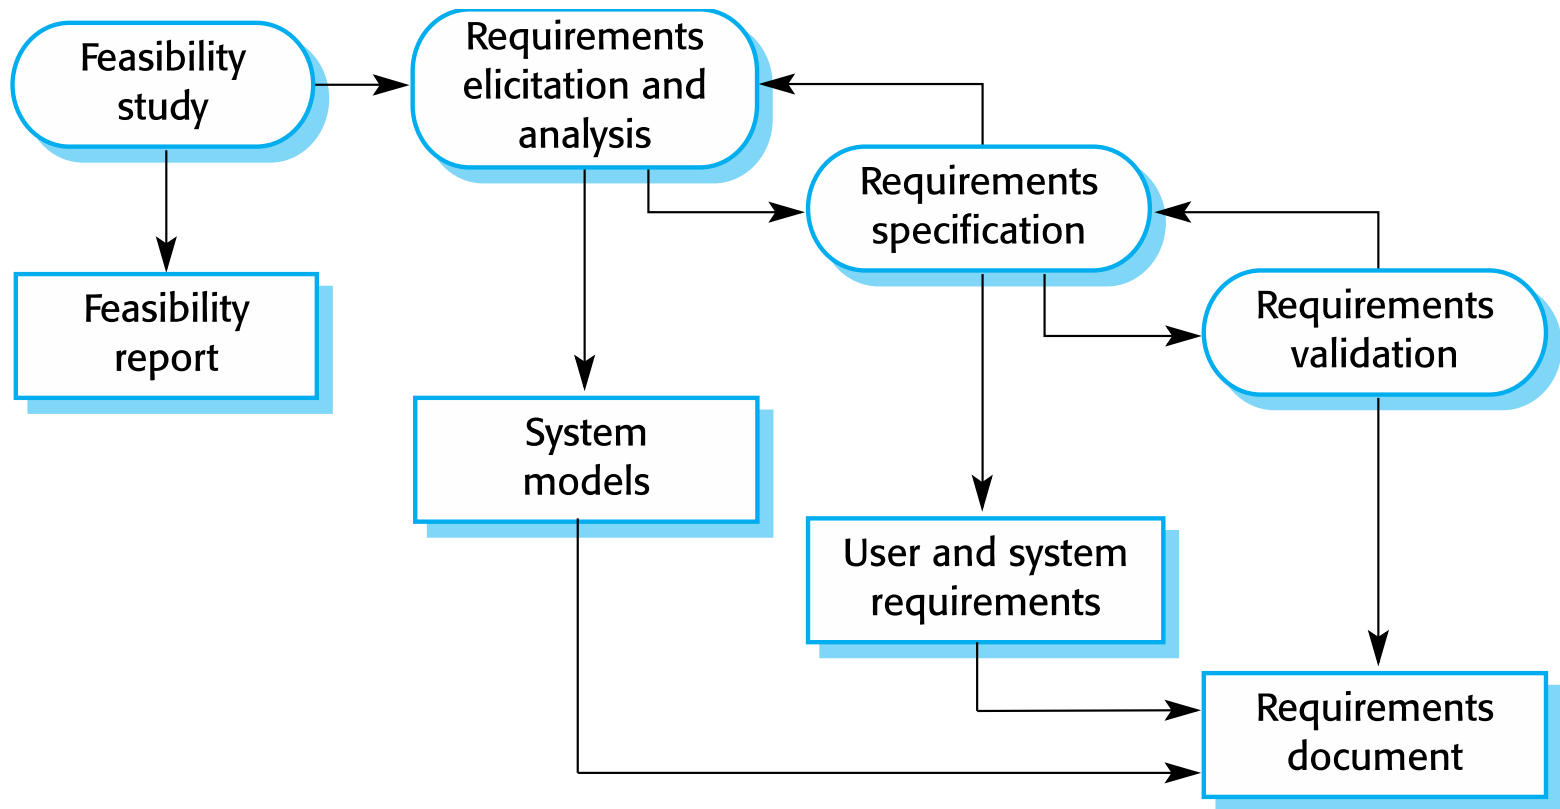 Feasibility
study
Requirements
elicitation and
analysis
Requirements
specification
Requirements
validation
Feasibility
report
System
models
User and system
requirements
Requirements
document